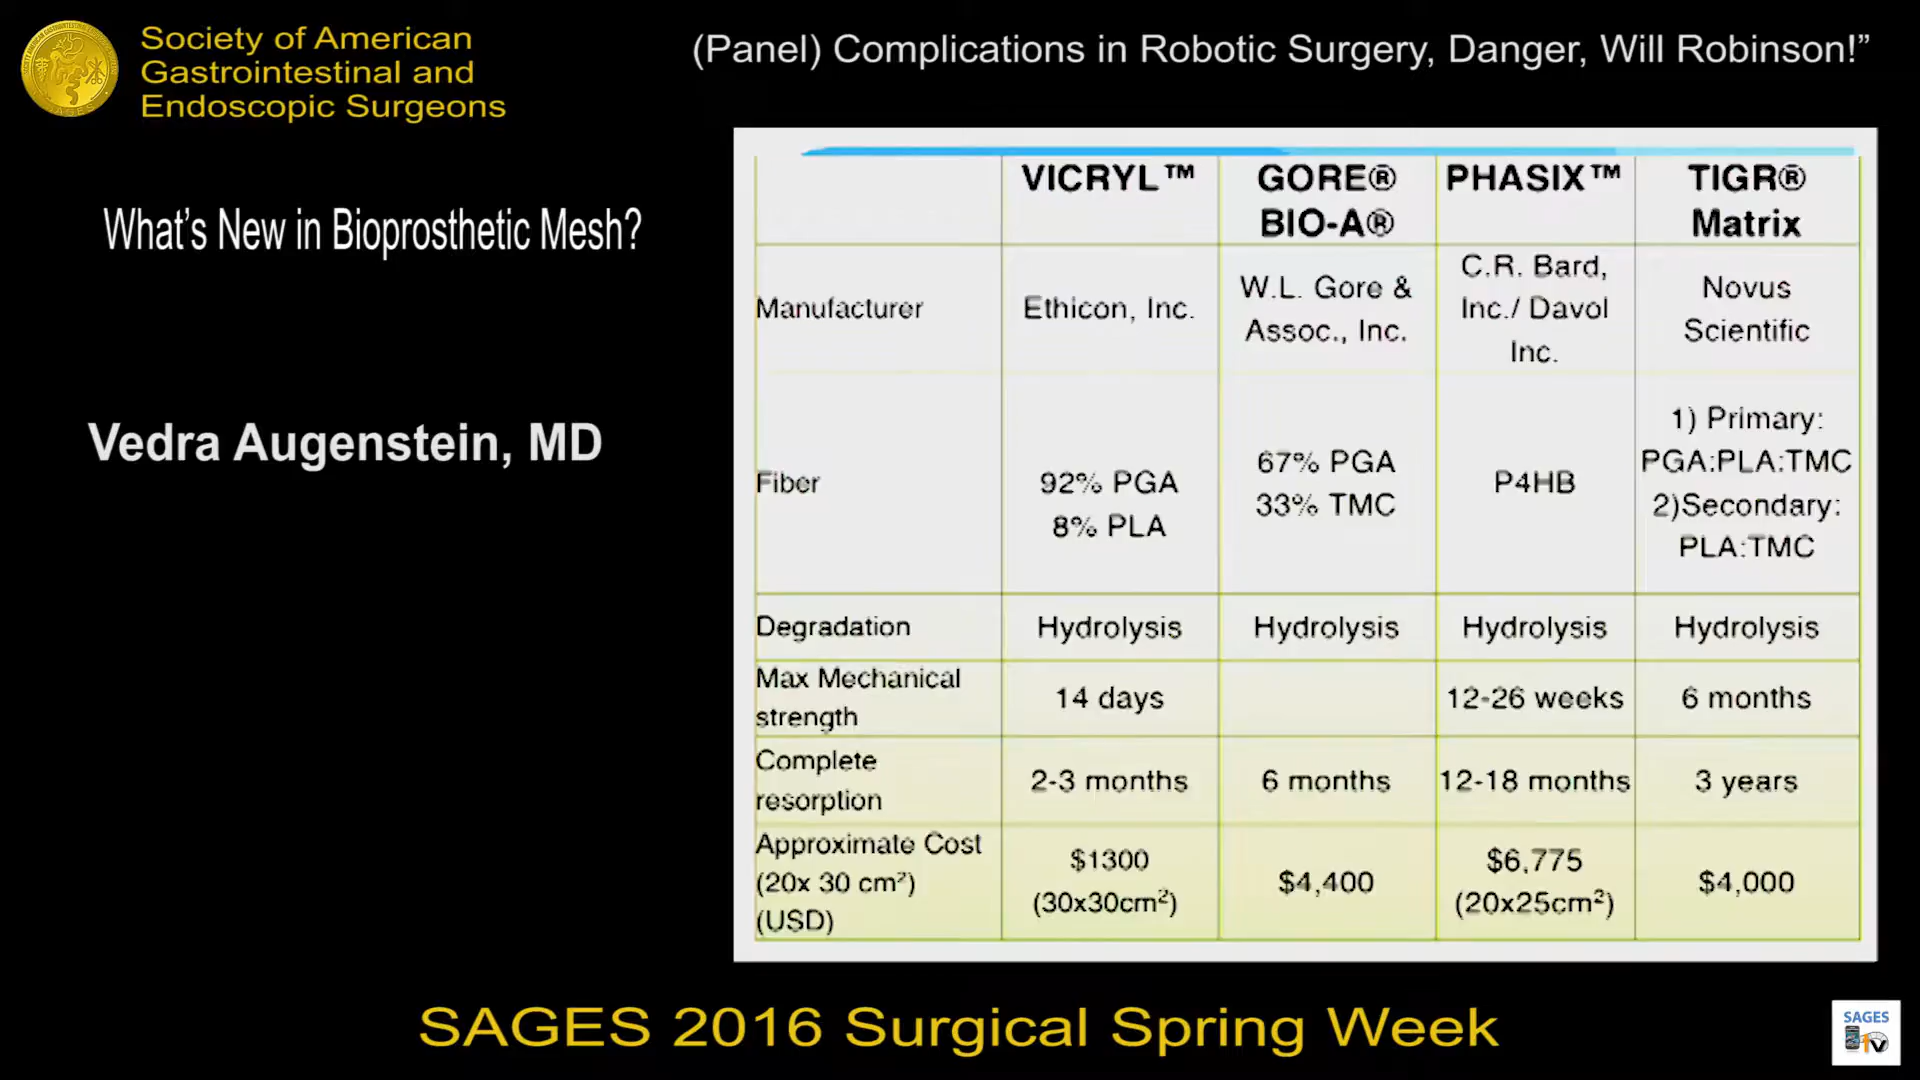 Society of American
Gastrointestinal and
Endoscopic Surgeons
(Panel) Complications in Robotic Surgery, Danger, Will Robinson!”
What’s New in Bioprosthetic Mesh?
Vedra Augenstein, MD
VICRYL™
GORE®
BIO-A®
PHASIX™
TIGR®
Matrix
Manufacturer
Ethicon, Inc.
W.L. Gore &
Assoc., Inc.
C.R. Bard,
Inc./ Davol
Inc.
Novus
Scientific
Fiber
92% PGA
8% PLA
67% PGA
33% TMC
P4HB
1) Primary:
PGA:PLA:TMC
2)Secondary:
PLA:TMC
Degradation
Hydrolysis
Hydrolysis
Hydrolysis
Hydrolysis
Max Mechanical
strength
14 days
12-26 weeks
6 months
Complete
resorption
2-3 months
6 months
12-18 months
3 years
Approximate Cost
(20x 30 cm²)
(USD)
$1300
(30x30cm²)
$4,400
$6,775
(20x25cm²)
$4,000
SAGES 2016 Surgical Spring Week
SAGES
TV